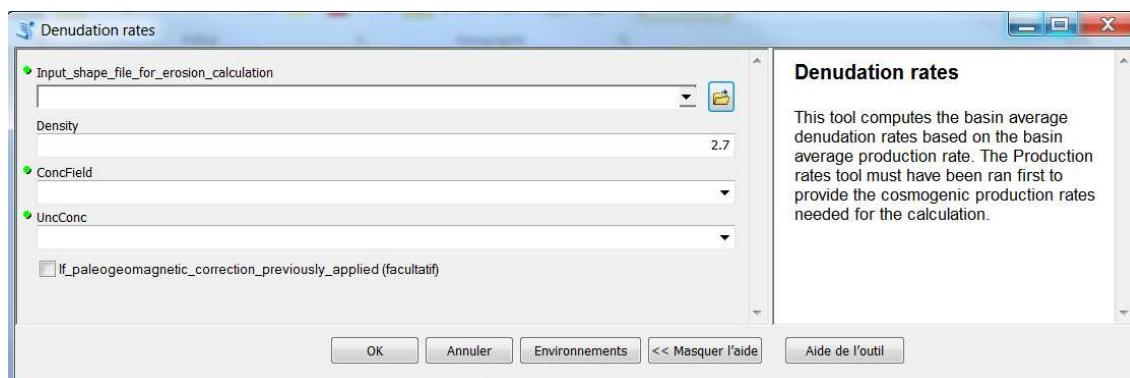 Denudation rates
Input_shape_file_for_erosion_calculation
Density
2.7
ConcField
UncConc
If_paleogeomagnetic_correction_previously_applied (facultatif)
Denudation rates
This tool computes the basin average
denudation rates based on the basin
average production rate. The Production
rates tool must have been ran first to
provide the cosmogenic production rates
needed for the calculation.
OK
Annuler
Environnements
<< Masquer l'aide
Aide de l'outil